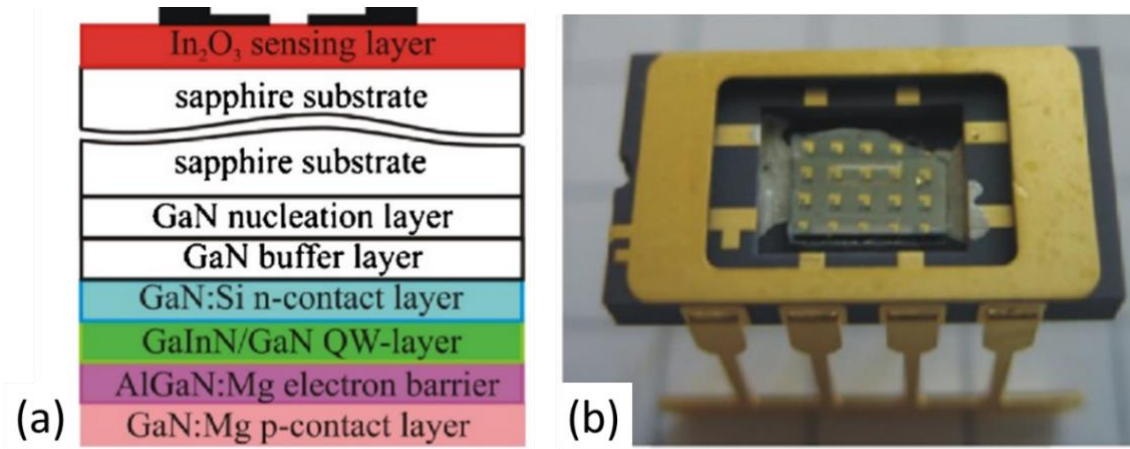 In₂O₃ sensing layer
sapphire substrate
sapphire substrate
GaN nucleation layer
GaN buffer layer
GaN:Si n-contact layer
GaInN/GaN QW-layer
AlGaN:Mg electron barrier
GaN:Mg p-contact layer
(a)
(b)